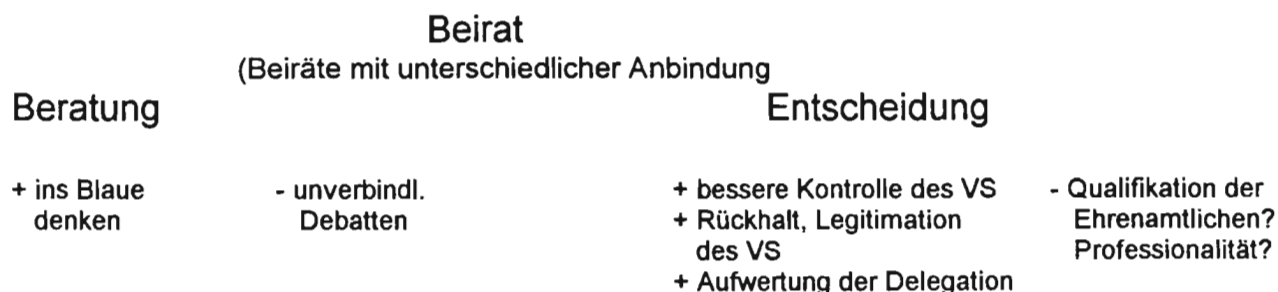 Beirat
(Beiräte mit unterschiedlicher Anbindung
Beratung
Entscheidung
+ ins Blaue
denken
- unverbindl.
Debatten
+ bessere Kontrolle des VS
+ Rückhalt, Legitimation
des VS
+ Aufwertung der Delegation
- Qualifikation der
Ehrenamtlichen?
Professionalität?